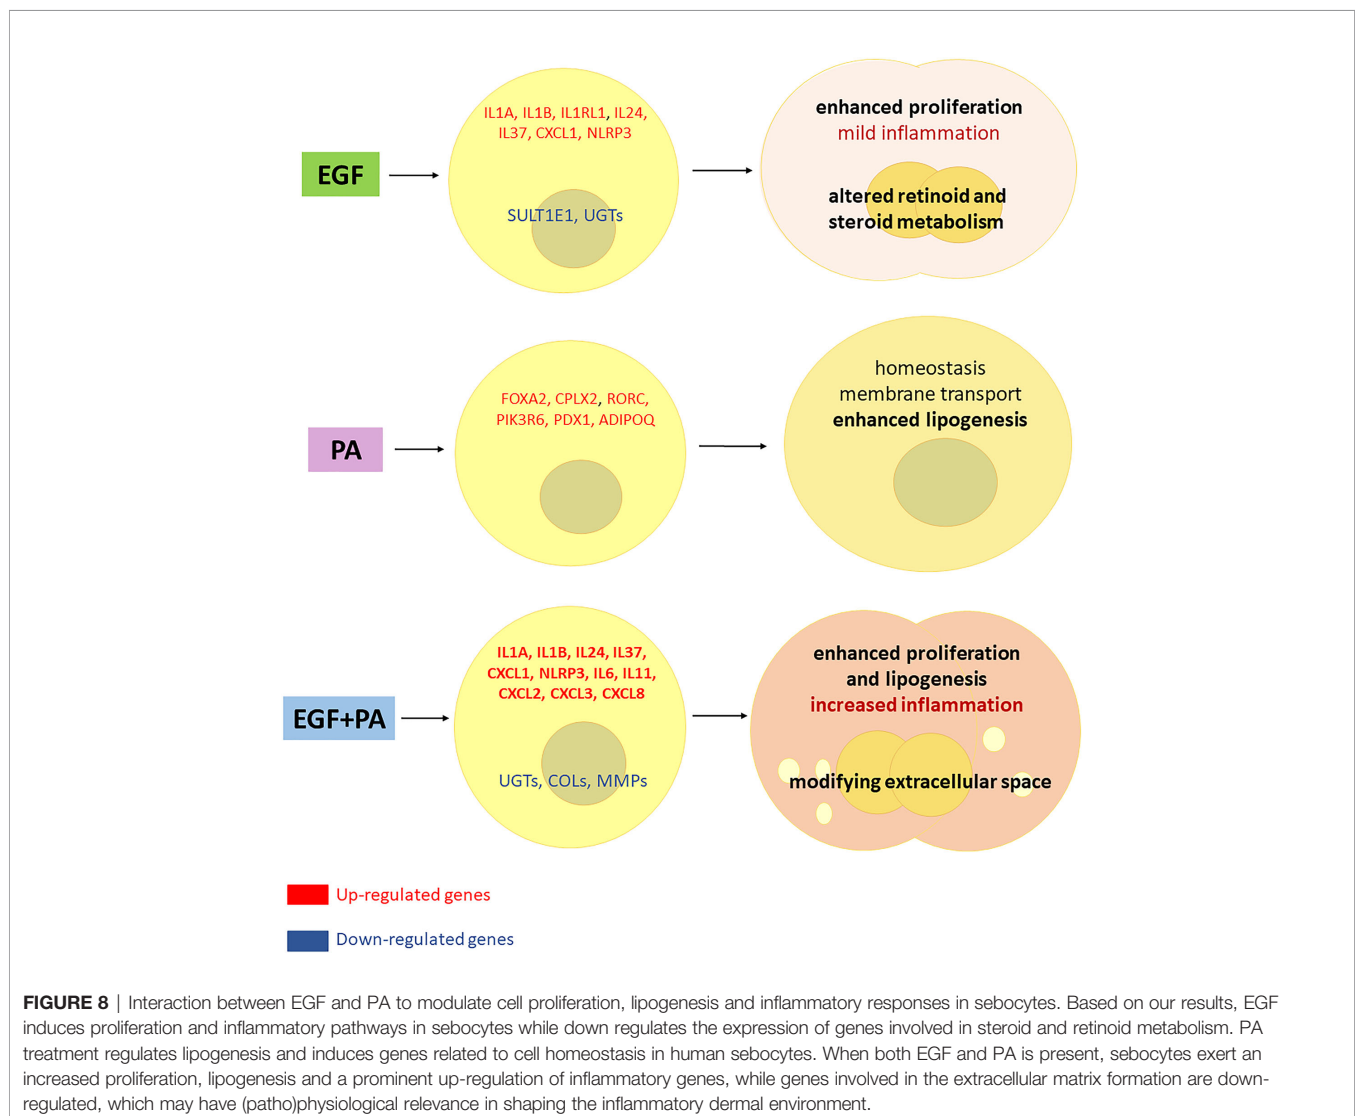 IL1A, IL1B, IL1RL1, IL24,
IL37, CXCL1, NLRP3
EGF
SULT1E1, UGTs
enhanced proliferation
mild inflammation
altered retinoid and
steroid metabolism
FOXA2, CPLX2, RORC,
PIK3R6, PDX1, ADIPOQ
PA
homeostasis
membrane transport
enhanced lipogenesis
IL1A, IL1B, IL24, IL37,
CXCL1, NLRP3, IL6, IL11,
CXCL2, CXCL3, CXCL8
EGF+PA
UGTs, COLs, MMPs
enhanced proliferation
and lipogenesis
increased inflammation
modifying extracellular space
Up-regulated genes
Down-regulated genes
FIGURE 8 | Interaction between EGF and PA to modulate cell proliferation, lipogenesis and inflammatory responses in sebocytes. Based on our results, EGF
induces proliferation and inflammatory pathways in sebocytes while down regulates the expression of genes involved in steroid and retinoid metabolism. PA
treatment regulates lipogenesis and induces genes related to cell homeostasis in human sebocytes. When both EGF and PA is present, sebocytes exert an
increased proliferation, lipogenesis and a prominent up-regulation of inflammatory genes, while genes involved in the extracellular matrix formation are down-
regulated, which may have (patho)physiological relevance in shaping the inflammatory dermal environment.